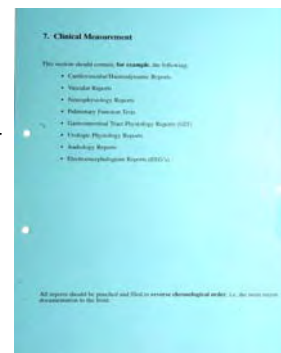 7. Clinical Measurement
This section should contain, for example, the following:
• Cardiovascular/Haemodynamic Reports
• Vascular Reports
• Neurophysiology Reports
• Pulmonary Function Tests
• Gastrointestinal Tract Physiology Reports (GIT)
• Urologic Physiology Reports
• Audiology Reports
• Electroencephalogram Reports (EEG's)
All reports should be punched and filed in reverse chronological order, i.e. the most recent
documentation to the front.